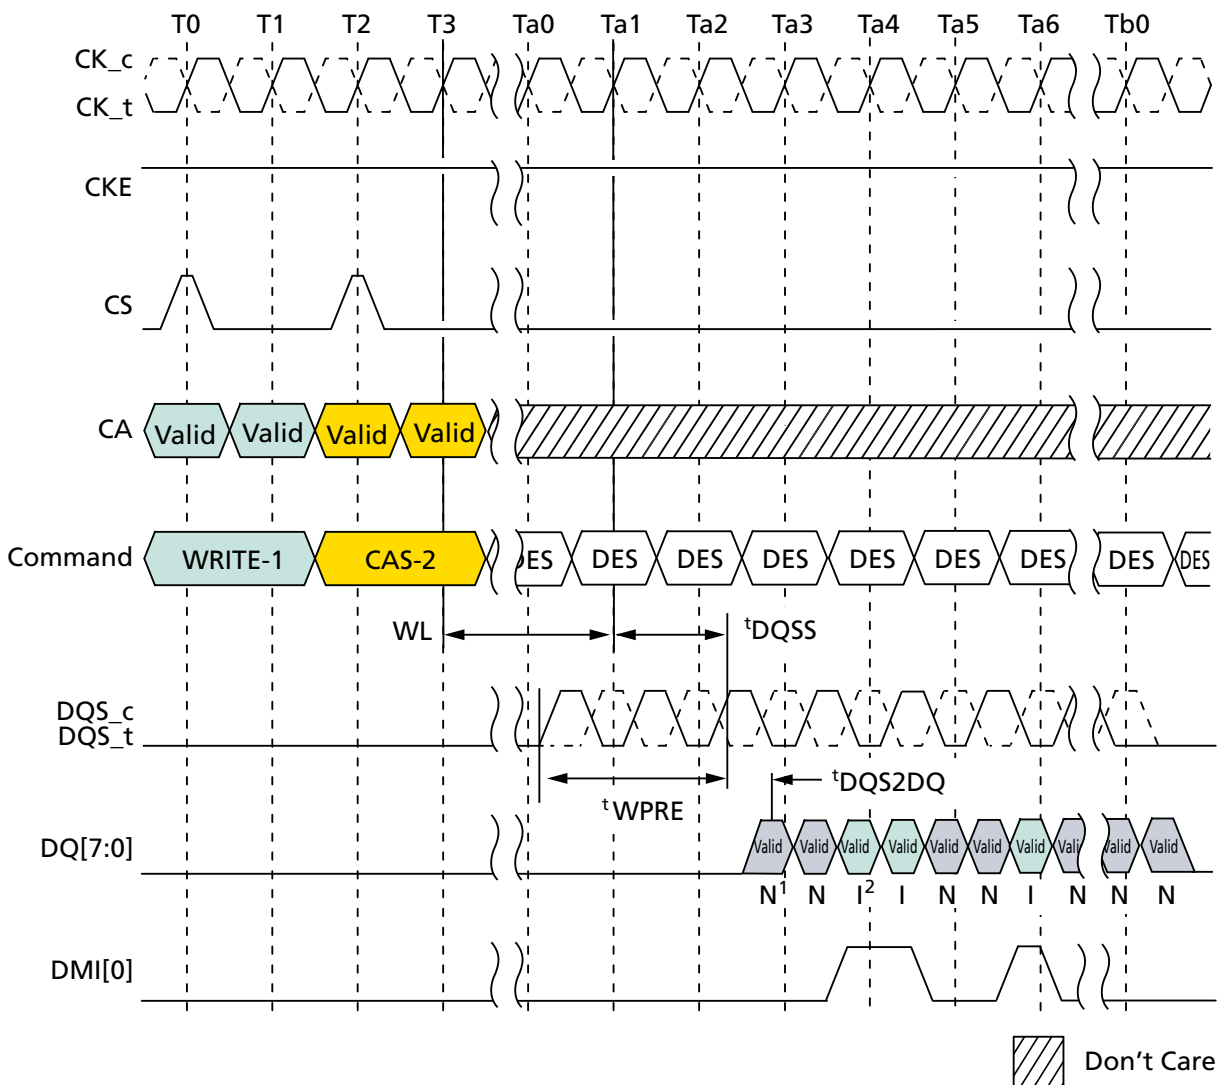 T0 T1 T2 T3 Ta0 Ta1 Ta2 Ta3 Ta4 Ta5 Ta6 Tb0
CK_c
CK_t
CKE
CS
CA Valid Valid Valid Valid
Command WRITE-1 CAS-2 DES DES DES DES DES DES DES DES DES
WL tDQSS
DQS_c
DQS_t
tDQS2DQ
tWPRE
DQ[7:0] Valid Valid Valid Valid Valid Valid Valid Vali Valid Valid
N1 N I2 I N N I N N N
DMI[0]
Don't Care